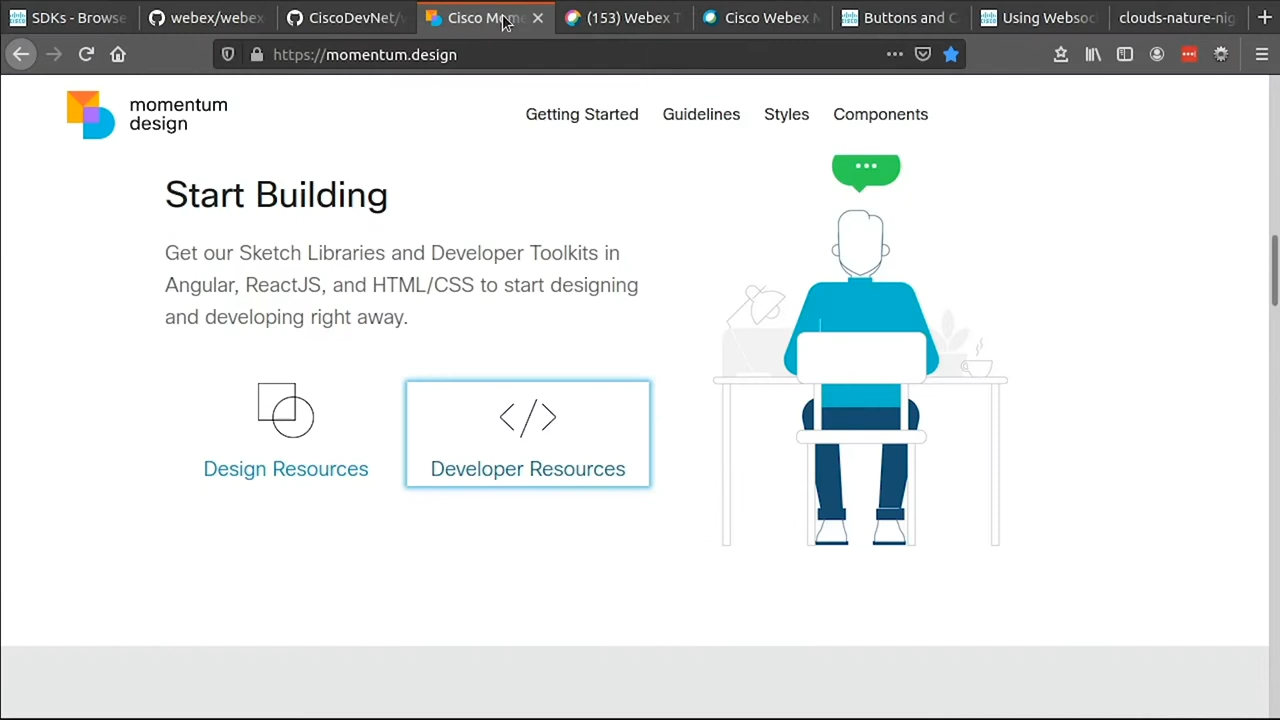 SDKs - Browse
webex/webex-
CiscoDevNet/
Cisco Mome
(153) Webex T
Cisco Webex
Buttons and C
Using Websoc
clouds-nature-nig
https://momentum.design
momentum
design
Getting Started
Guidelines
Styles
Components
Start Building
Get our Sketch Libraries and Developer Toolkits in
Angular, ReactJS, and HTML/CSS to start designing
and developing right away.
Design Resources
Developer Resources